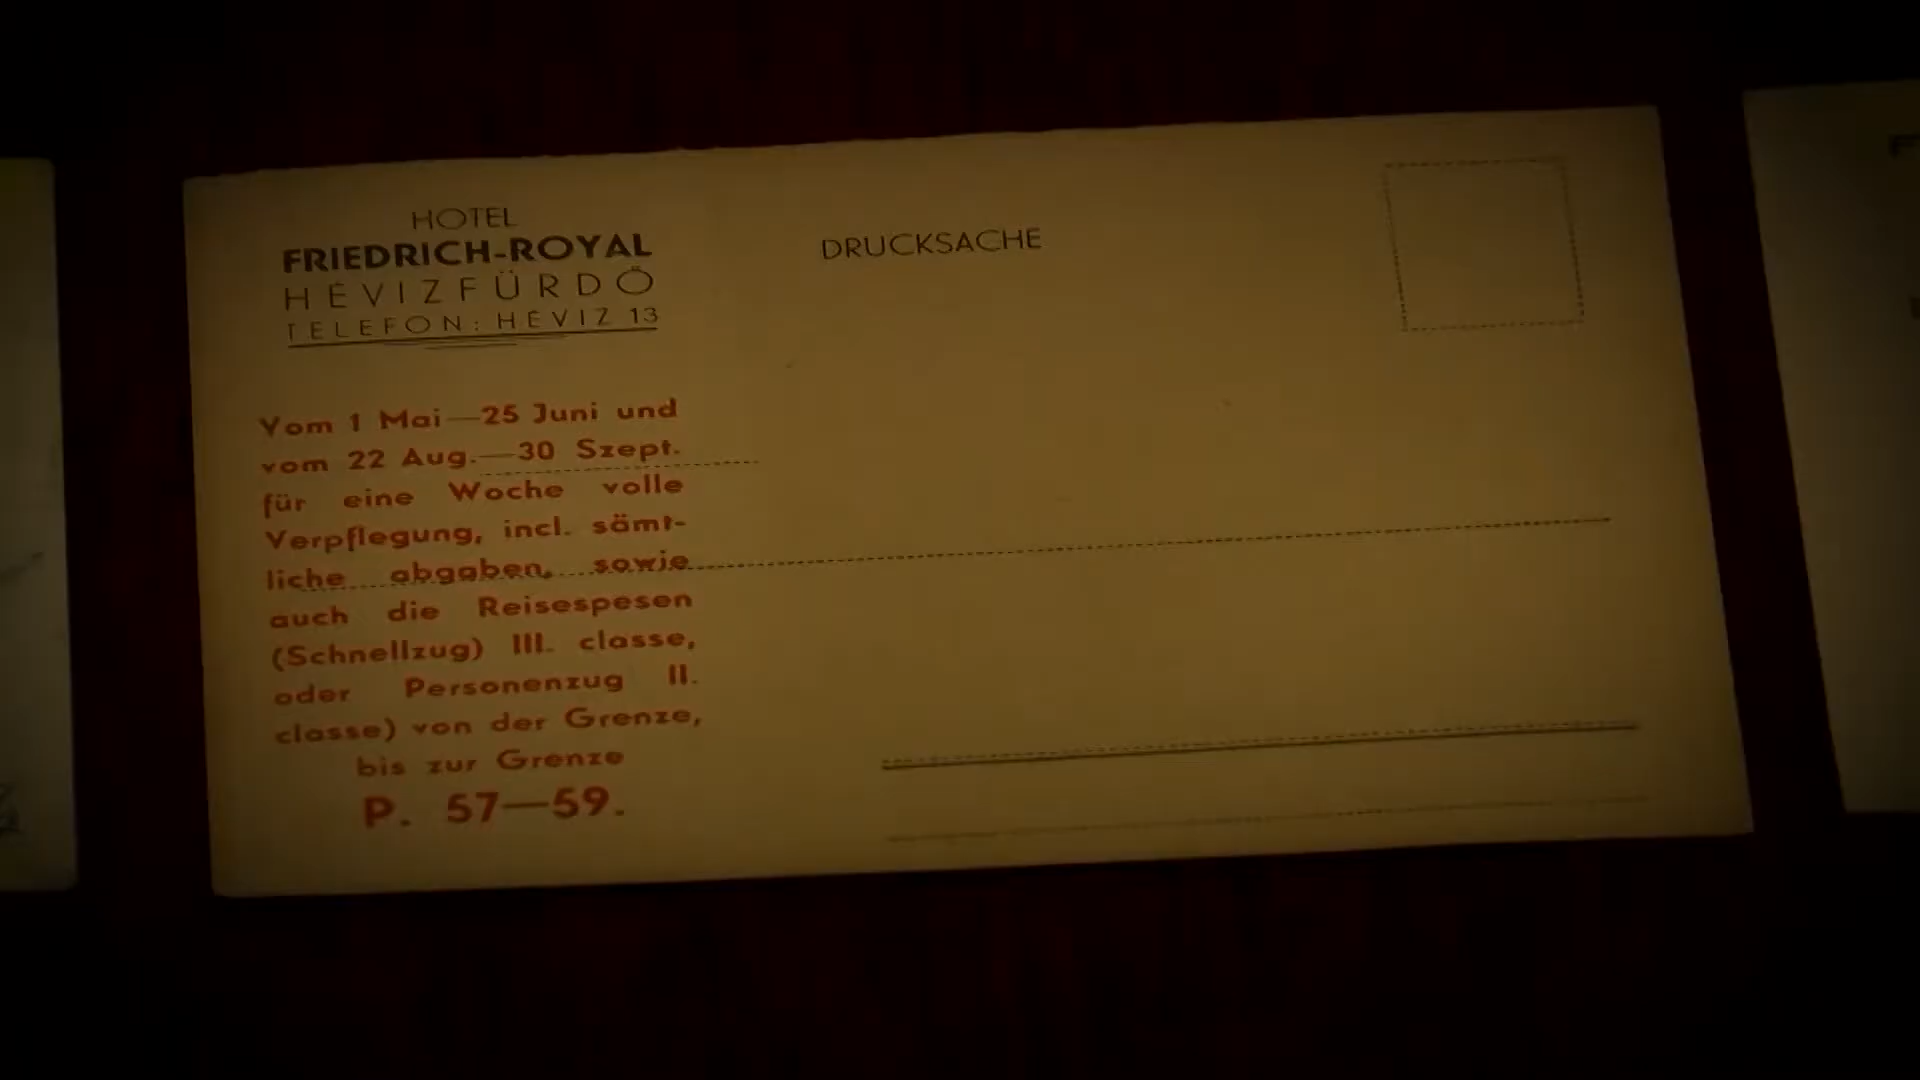 HOTEL
FRIEDRICH-ROYAL
HÉVIZFÜRDŐ
TELEFON: HÉVIZ 13
DRUCKSACHE
Vom 1 Mai—25 Juni und
vom 22 Aug.—30 Szept.
für eine Woche volle
Verpflegung, incl. sämt-
liche abgaben, sowie
auch die Reisespesen
(Schnellzug) III. classe,
oder Personenzug II.
classe) von der Grenze,
bis zur Grenze
P. 57—59.